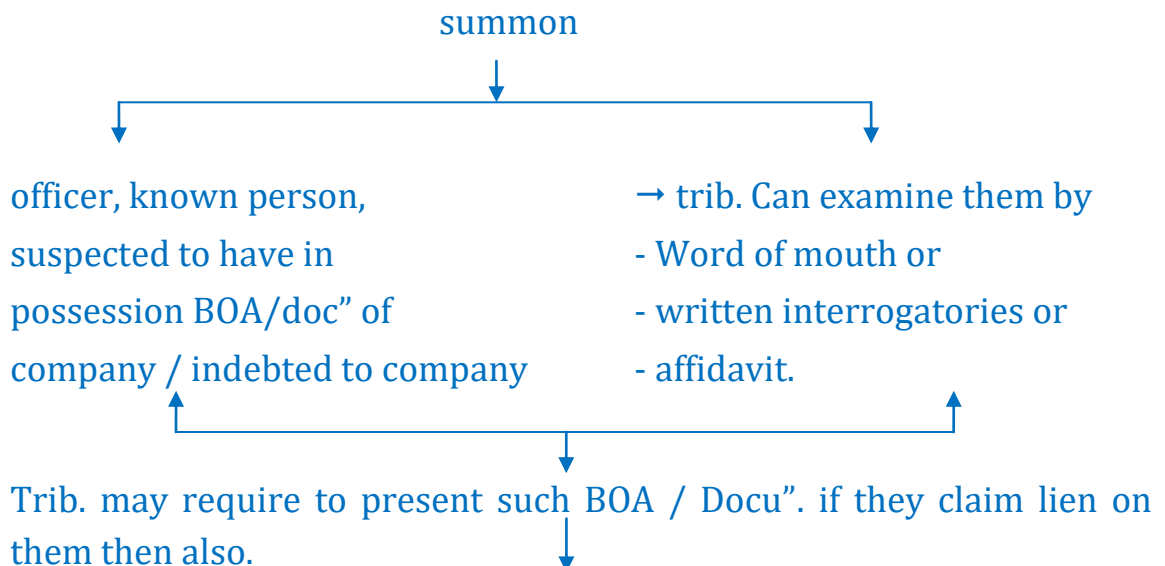 summon
officer, known person,
suspected to have in
possession BOA/doc” of
company / indebted to company
→ trib. Can examine them by
- Word of mouth or
- written interrogatories or
- affidavit.
Trib. may require to present such BOA / Docu”. if they claim lien on
them then also.